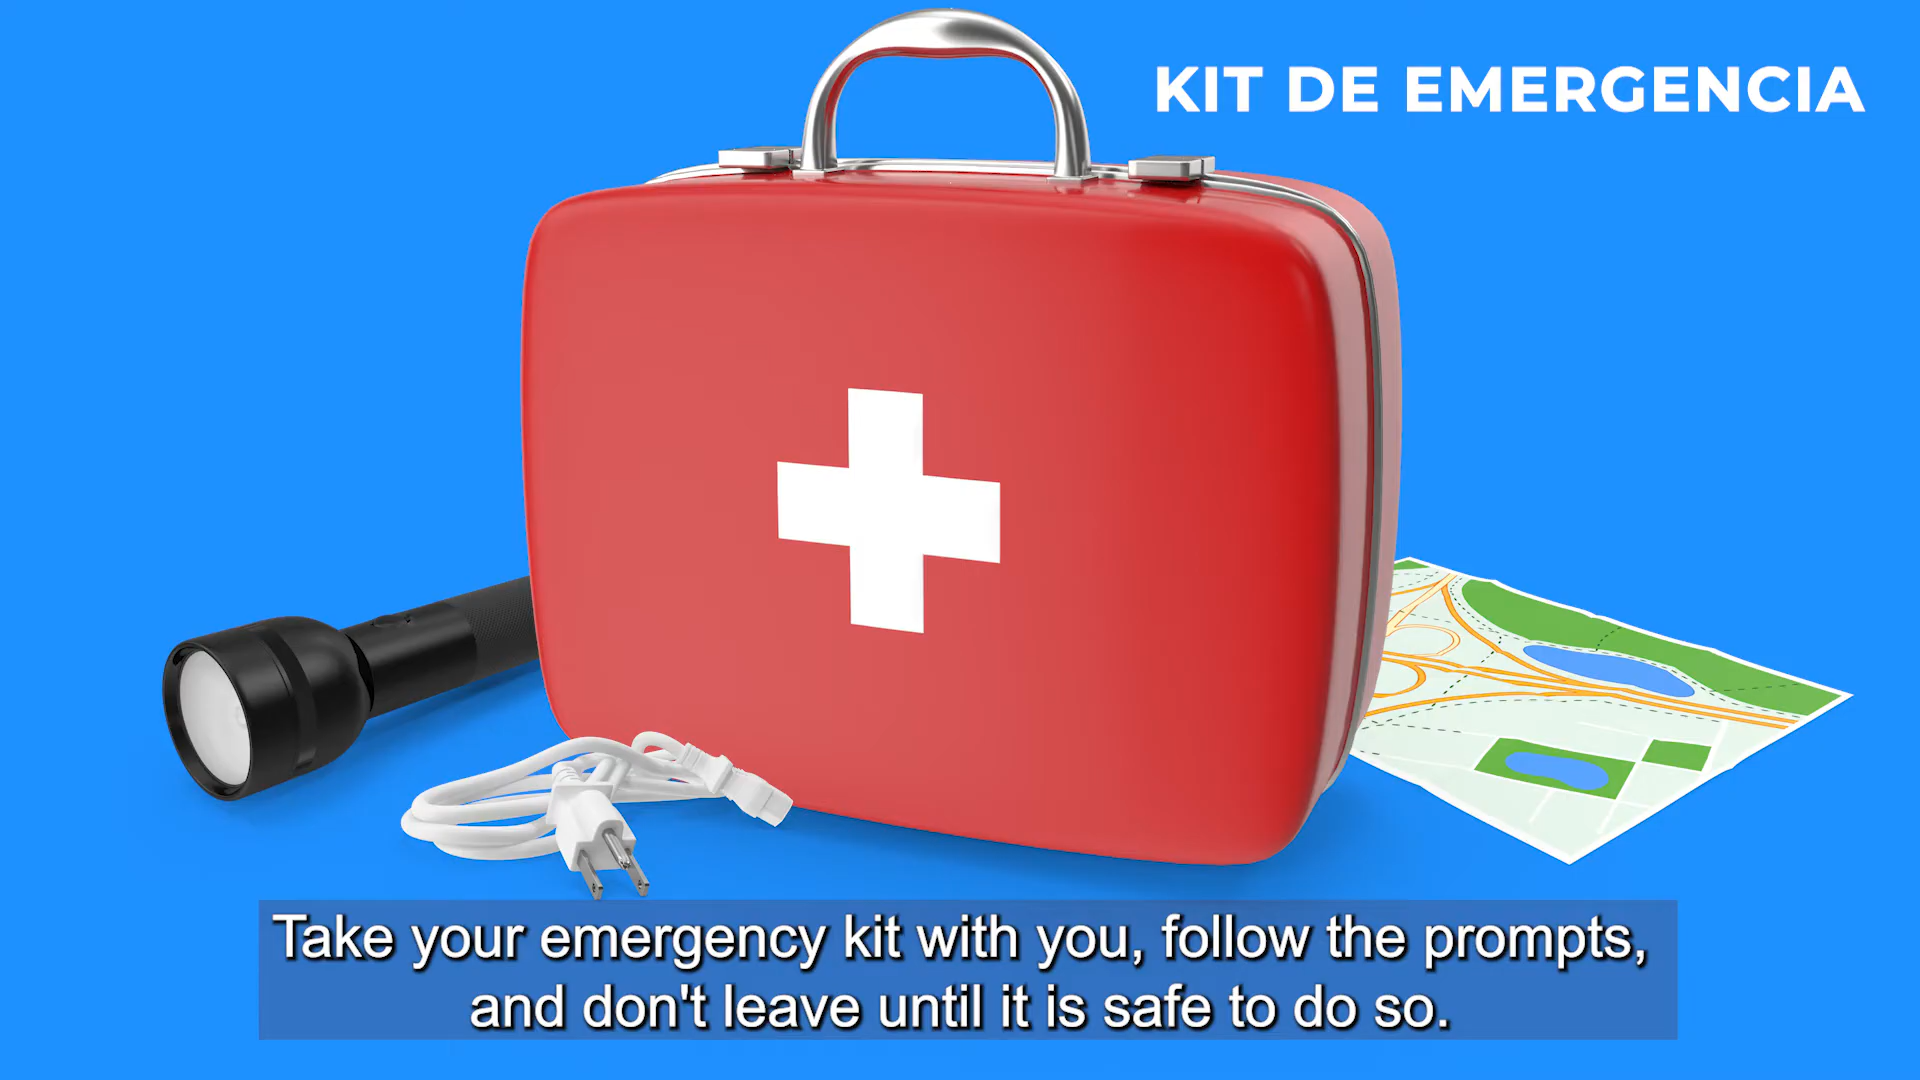 KIT DE EMERGENCIA
Take your emergency kit with you, follow the prompts,
and don't leave until it is safe to do so.